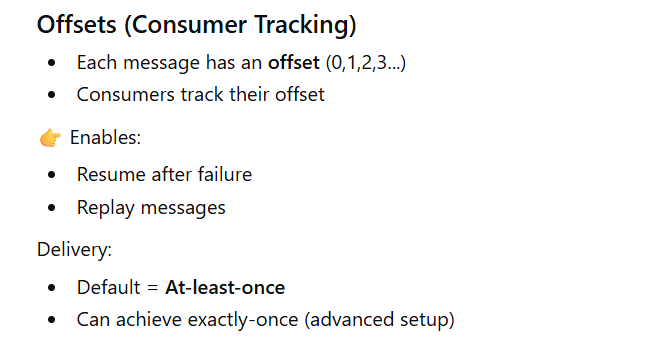 Offsets (Consumer Tracking)
• Each message has an offset (0,1,2,3...)
• Consumers track their offset
👉 Enables:
• Resume after failure
• Replay messages
Delivery:
• Default = At-least-once
• Can achieve exactly-once (advanced setup)